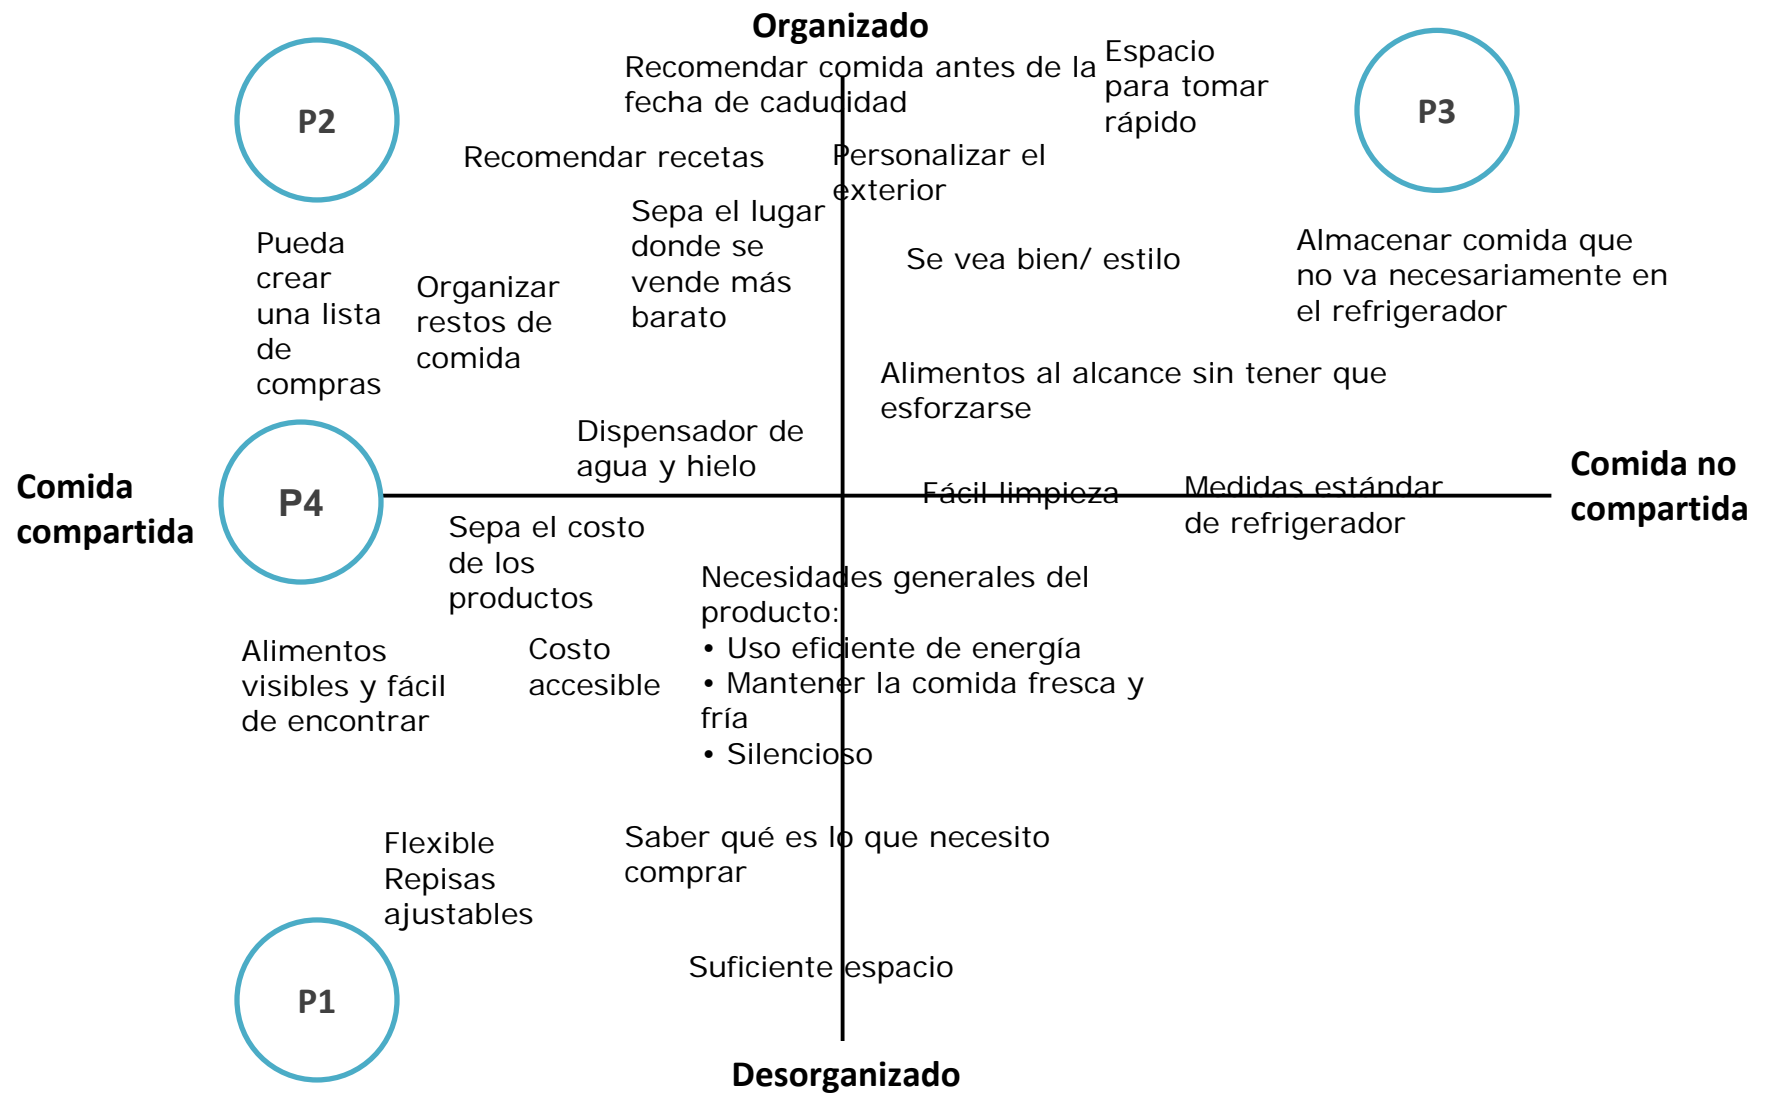 Organizado
Recomendar comida antes de la
fecha de caducidad
Espacio
para tomar
rápido
P2
P3
Recomendar recetas
Personalizar el
exterior
Sepa el lugar
donde se
vende más
barato
Pueda
crear
una lista
de
compras
Organizar
restos de
comida
Se vea bien/ estilo
Almacenar comida que
no va necesariamente en
el refrigerador
Alimentos al alcance sin tener que
esforzarse
Dispensador de
agua y hielo
Comida
compartida
P4
Fácil limpieza
Medidas estándar
de refrigerador
Comida no
compartida
Sepa el costo
de los
productos
Necesidades generales del
producto:
• Uso eficiente de energía
• Mantener la comida fresca y
fría
• Silencioso
Alimentos
visibles y fácil
de encontrar
Costo
accesible
Flexible
Repisas
ajustables
Saber qué es lo que necesito
comprar
Suficiente espacio
P1
Desorganizado